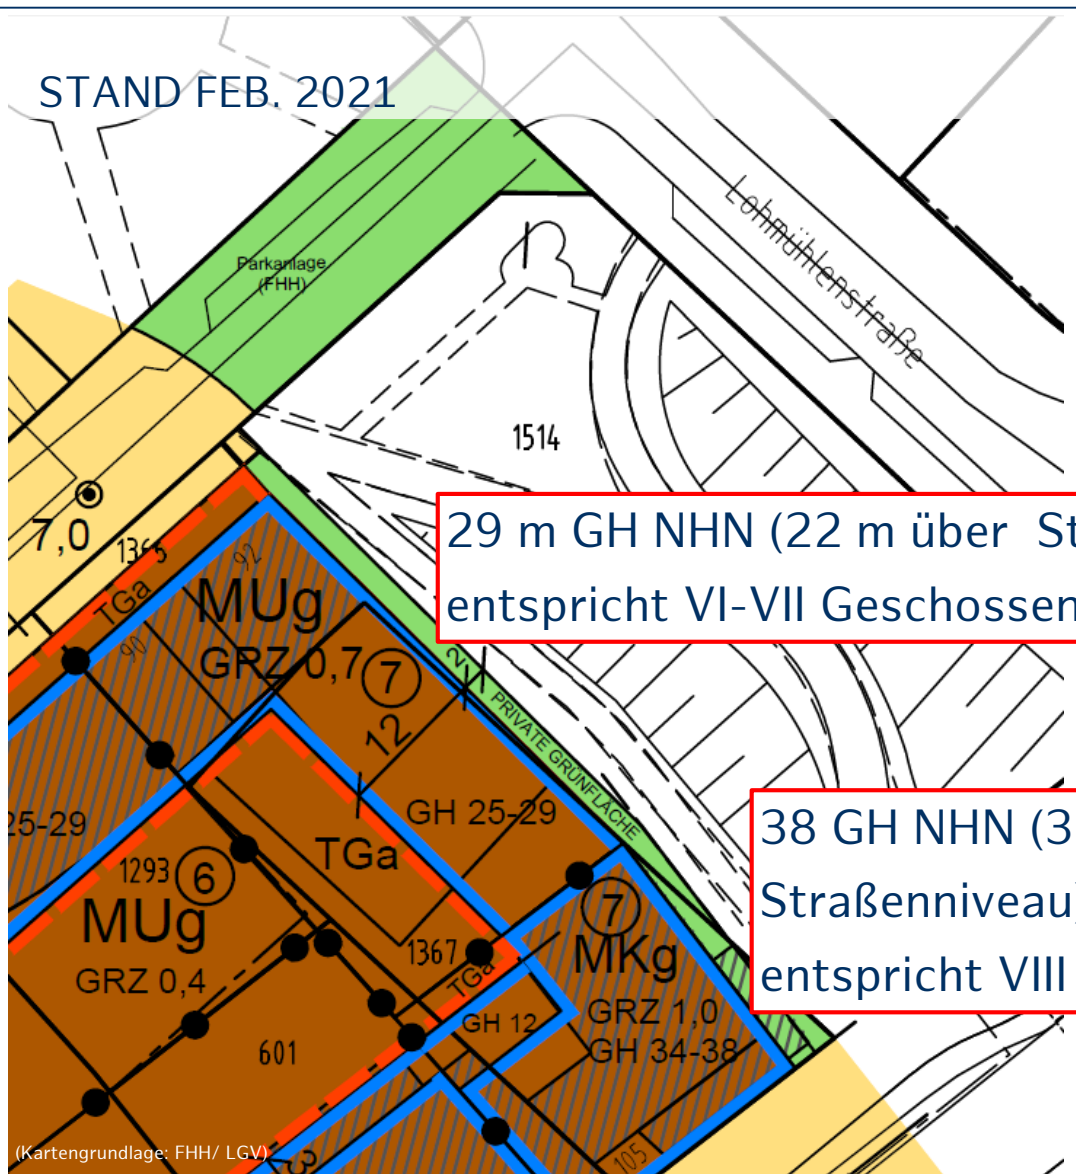 STAND FEB. 2021
Lohmühlenstraße
Parkanlage
(FHH)
1514
7,0
1366
TGa
92
90
29 m GH NHN (22 m über St
entspricht VI-VII Geschossen
MUg
GRZ 0,7
7
2
12
PRIVATE GRÜNFLÄCHE
GH 25-29
25-29
TGa
1293
6
MUg
GRZ 0,4
38 GH NHN (3
Straßenniveau)
entspricht VIII
7
MKg
GRZ 1,0
GH 34-38
1367
TGa
GH 12
601
105
(Kartengrundlage: FHH/ LGV)